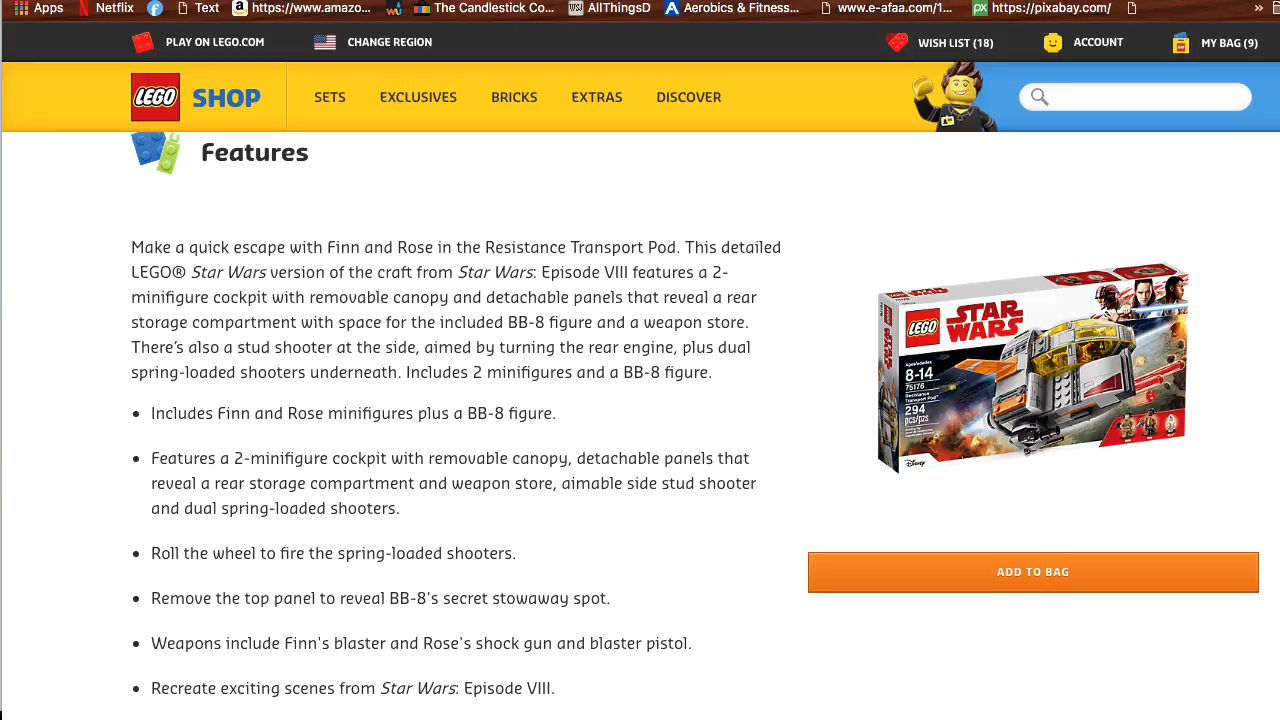 Apps Netflix Text https://www.amazo... The Candlestick Co... AllThingsD Aerobics & Fitness... www.e-afaa.com/1... https://pixabay.com/ »
PLAY ON LEGO.COM CHANGE REGION WISH LIST (18) ACCOUNT MY BAG (9)
LEGO SHOP SETS EXCLUSIVES BRICKS EXTRAS DISCOVER
Features
Make a quick escape with Finn and Rose in the Resistance Transport Pod. This detailed
LEGO® Star Wars version of the craft from Star Wars: Episode VIII features a 2-
minifigure cockpit with removable canopy and detachable panels that reveal a rear
storage compartment with space for the included BB-8 figure and a weapon store.
There's also a stud shooter at the side, aimed by turning the rear engine, plus dual
spring-loaded shooters underneath. Includes 2 minifigures and a BB-8 figure.
• Includes Finn and Rose minifigures plus a BB-8 figure.
• Features a 2-minifigure cockpit with removable canopy, detachable panels that
reveal a rear storage compartment and weapon store, aimable side stud shooter
and dual spring-loaded shooters.
• Roll the wheel to fire the spring-loaded shooters.
• Remove the top panel to reveal BB-8's secret stowaway spot.
• Weapons include Finn's blaster and Rose's shock gun and blaster pistol.
• Recreate exciting scenes from Star Wars: Episode VIII.
LEGO STAR
WARS
Ages/edades
8-14
75176
Resistance
Transport Pod
294
pcs/pzs
Disney
ADD TO BAG